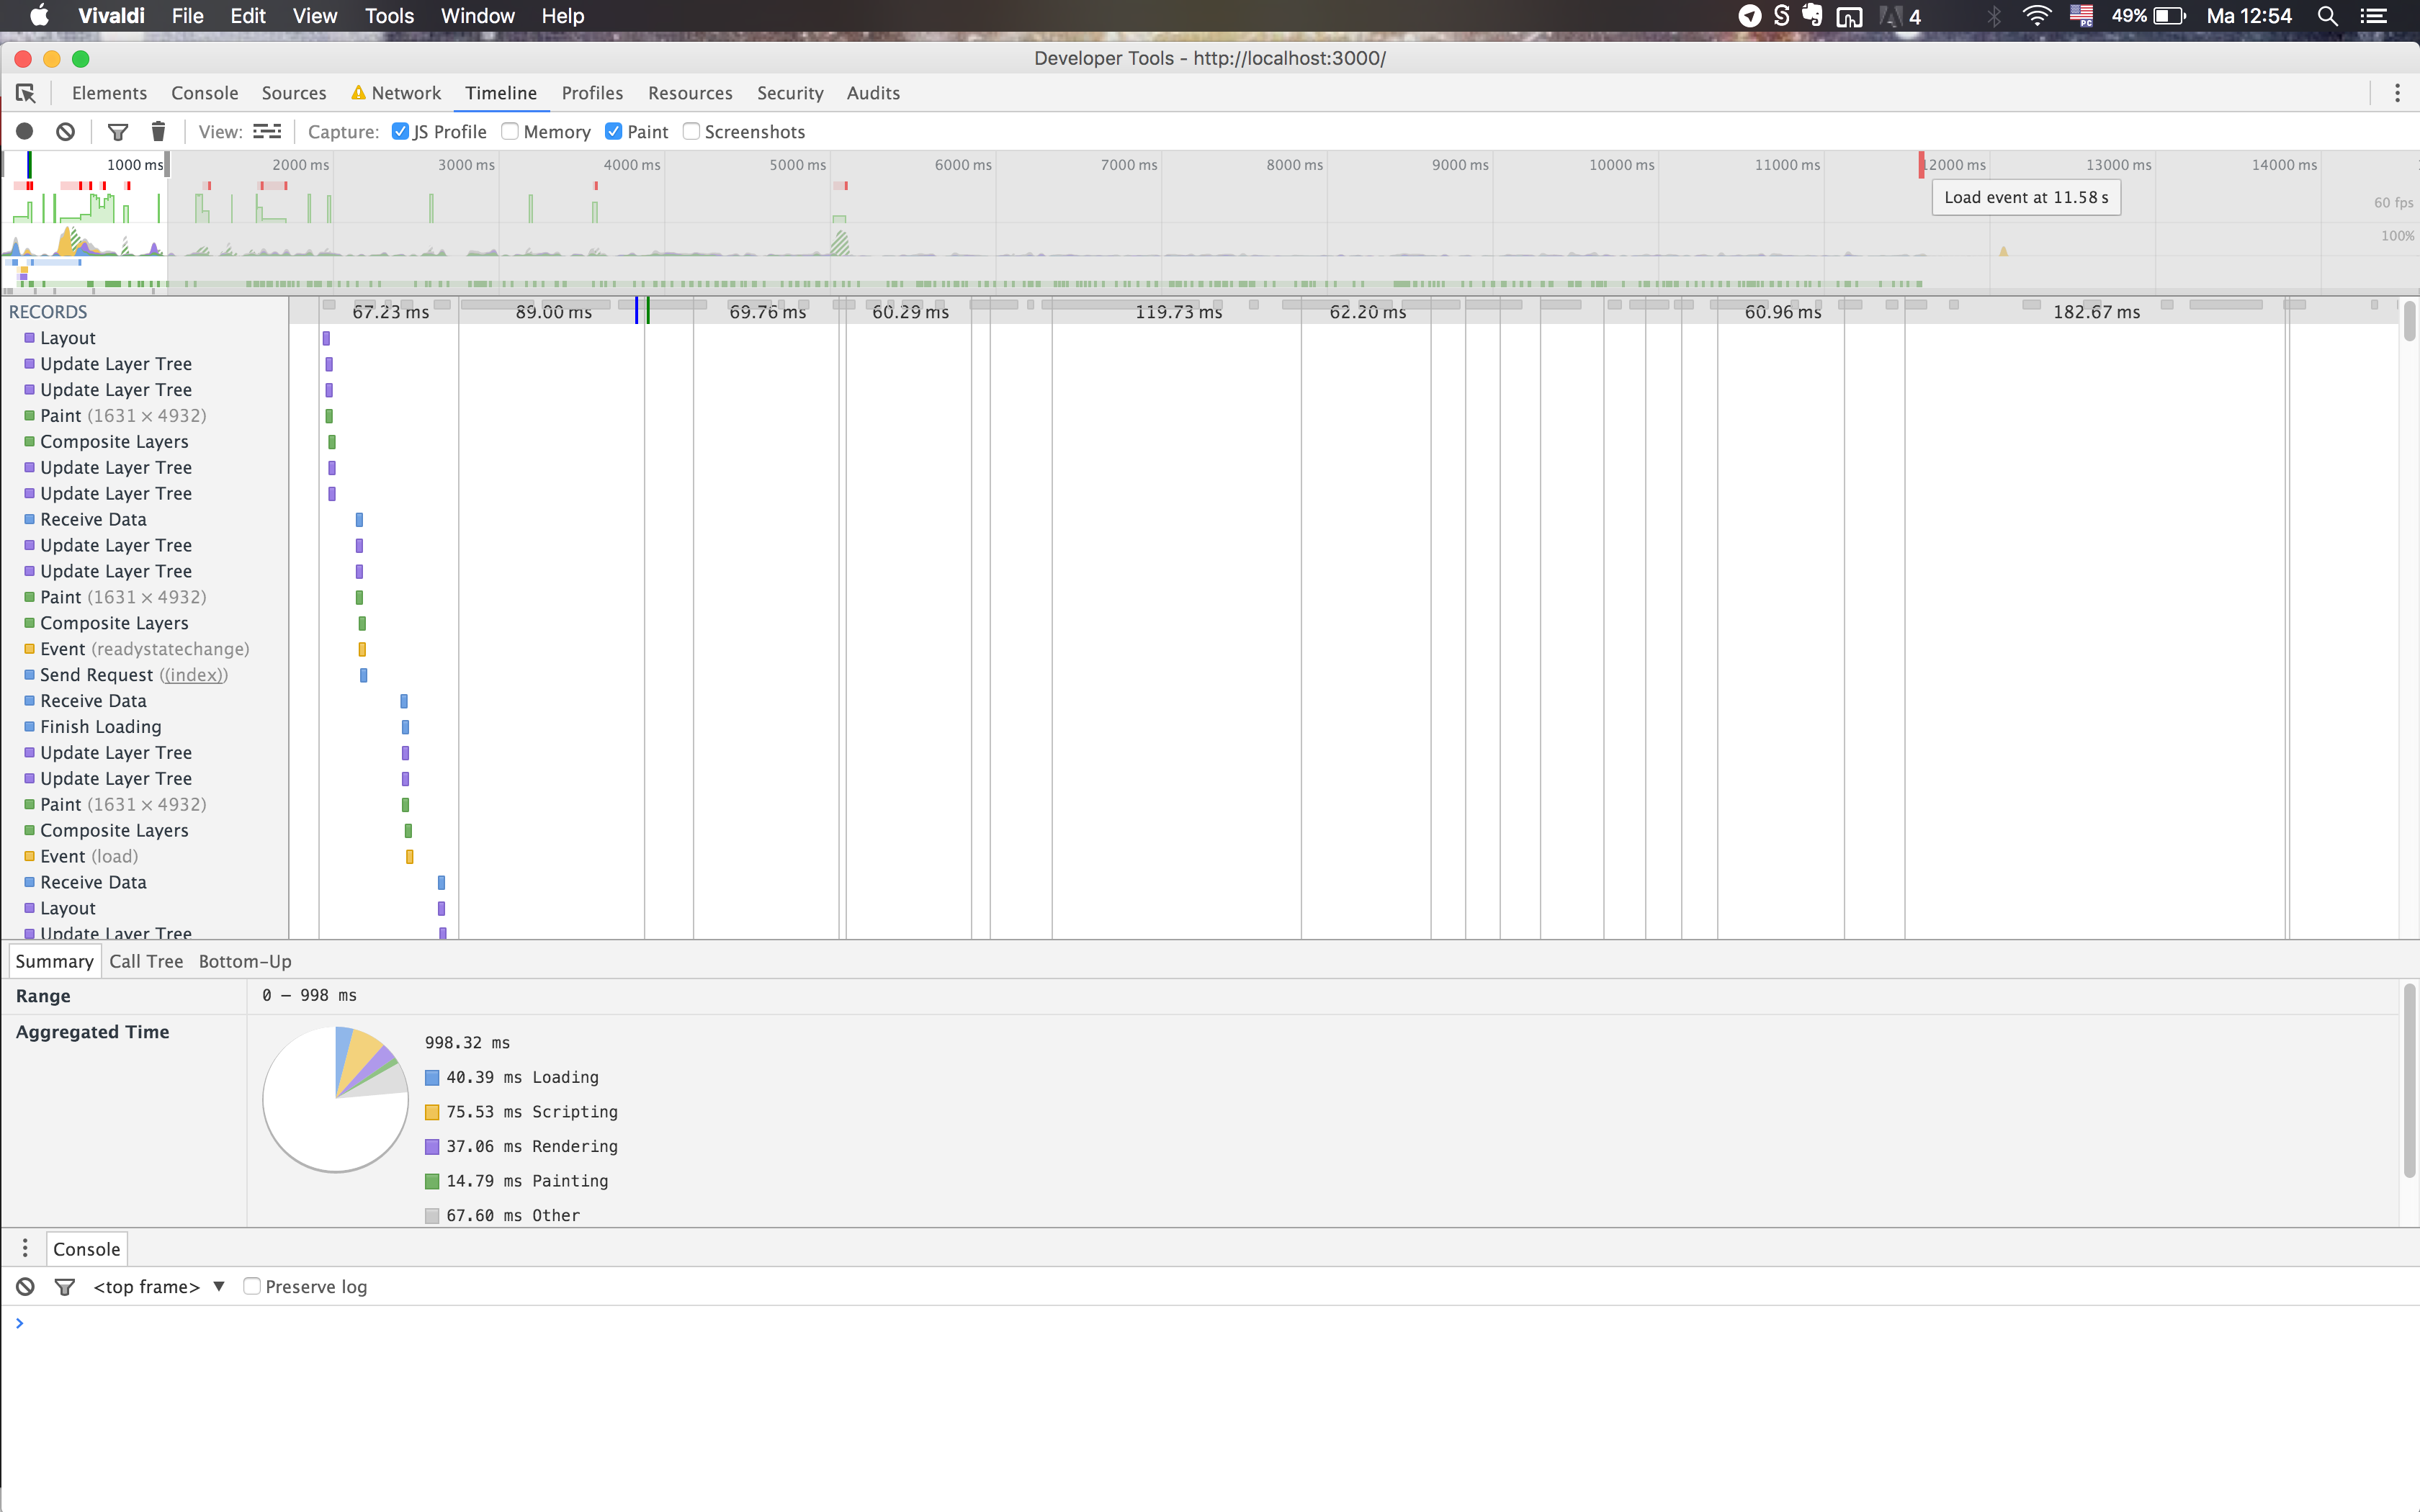 Vivaldi File Edit View Tools Window Help 4 49% Ma 12:54
Developer Tools - http://localhost:3000/
Elements Console Sources Network Timeline Profiles Resources Security Audits
View: Capture: JS Profile Memory Paint Screenshots
1000 ms 2000 ms 3000 ms 4000 ms 5000 ms 6000 ms 7000 ms 8000 ms 9000 ms 10000 ms 11000 ms 12000 ms 13000 ms 14000 ms
Load event at 11.58 s
60 fps
100%
RECORDS 67.23 ms 89.00 ms 69.76 ms 60.29 ms 119.73 ms 62.20 ms 60.96 ms 182.67 ms
Layout
Update Layer Tree
Update Layer Tree
Paint (1631 × 4932)
Composite Layers
Update Layer Tree
Update Layer Tree
Receive Data
Update Layer Tree
Update Layer Tree
Paint (1631 × 4932)
Composite Layers
Event (readystatechange)
Send Request ((index))
Receive Data
Finish Loading
Update Layer Tree
Update Layer Tree
Paint (1631 × 4932)
Composite Layers
Event (load)
Receive Data
Layout
Update Layer Tree
Summary Call Tree Bottom-Up
Range 0 – 998 ms
Aggregated Time
998.32 ms
40.39 ms Loading
75.53 ms Scripting
37.06 ms Rendering
14.79 ms Painting
67.60 ms Other
Console
<top frame> ▼ Preserve log
>